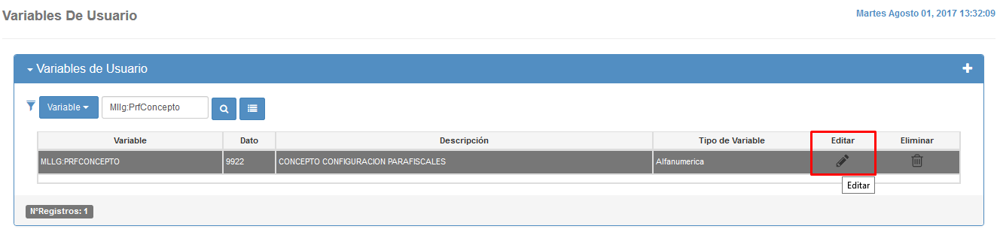 Variables De Usuario
Martes Agosto 01, 2017 13:32:09
Variables de Usuario
Variable Mllg:PrfConcepto
Variable Dato Descripción Tipo de Variable Editar Eliminar
MLLG:PRFCONCEPTO 9922 CONCEPTO CONFIGURACION PARAFISCALES Alfanumerica
Editar
N°Registros: 1